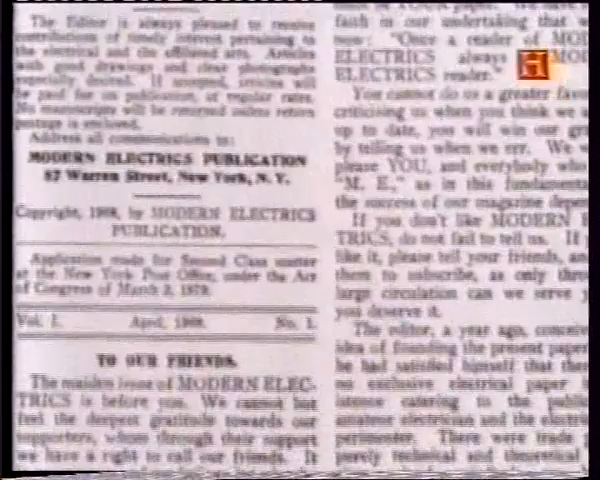 The Editor is always pleased to receive
contributions of timely interest pertaining to
the electrical and the affiliated arts. Articles
with good drawings and clear photographs
especially desired. If accepted, articles will
be paid for on publication, at regular rates.
No manuscripts will be returned unless return
postage is enclosed.
Address all communications to:
MODERN ELECTRICS PUBLICATION
87 Warren Street, New York, N. Y.
Copyright, 1908, by MODERN ELECTRICS
PUBLICATION.
Application made for Second Class matter
at the New York Post Office, under the Act
of Congress of March 3, 1879.
Vol. I. April, 1908. No. 1.
TO OUR FRIENDS.
The maiden issue of MODERN ELEC-
TRICS is before you. We cannot but
feel the deepest gratitude towards our
supporters, whom through their support
we have a right to call our friends. It
YOUR paper. We have
faith in our undertaking that w
now: "Once a reader of MOD
ELECTRICS always MOD
ELECTRICS reader."
H
You cannot do us a greater favo
criticising us when you think we a
up to date, you will win our gr
by telling us when we err. We w
please YOU, and everybody who
"M. E.," as in this fundamenta
the success of our magazine depen
If you don't like MODERN E
TRICS, do not fail to tell us. If
like it, please tell your friends, an
them to subscribe, as only thro
large circulation can we serve y
you deserve it.
The editor, a year ago, conceiv
idea of founding the present paper
he had satisfied himself that ther
no exclusive electrical paper i
istence catering to the public
amateur electrician and the electri
perimenter. There were trade
purely technical and theoretical